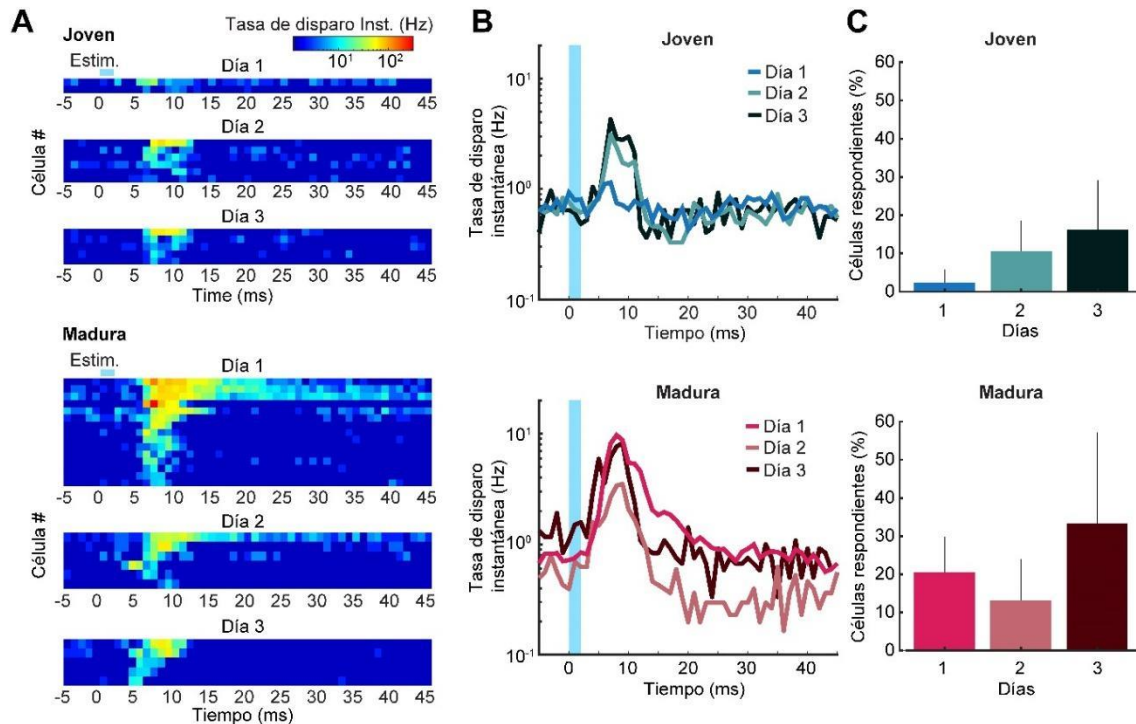 A
Tasa de disparo Inst. (Hz)
Joven
10¹ 10²
Estim.
Día 1
-5 0 5 10 15 20 25 30 35 40 45
Día 2
Célula #
-5 0 5 10 15 20 25 30 35 40 45
Día 3
-5 0 5 10 15 20 25 30 35 40 45
Time (ms)
Madura
Estim.
Día 1
-5 0 5 10 15 20 25 30 35 40 45
Día 2
Célula #
-5 0 5 10 15 20 25 30 35 40 45
Día 3
-5 0 5 10 15 20 25 30 35 40 45
Tiempo (ms)
B
Joven
Día 1
Día 2
Día 3
Tasa de disparo
instantánea (Hz)
10¹
10⁰
10⁻¹
0 10 20 30 40
Tiempo (ms)
Madura
Día 1
Día 2
Día 3
Tasa de disparo
instantánea (Hz)
10¹
10⁰
10⁻¹
0 10 20 30 40
Tiempo (ms)
C
Joven
Células respondientes (%)
60
50
40
30
20
10
0
1 2 3
Días
Madura
Células respondientes (%)
60
50
40
30
20
10
0
1 2 3
Días